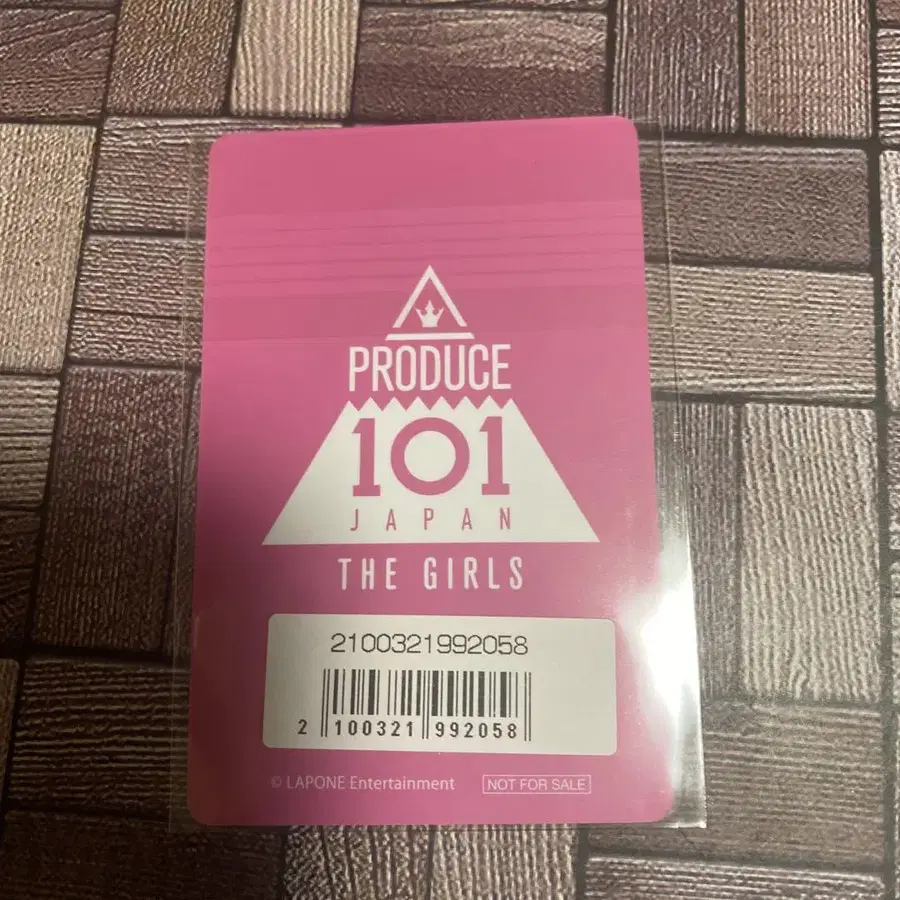 PRODUCE
101
JAPAN
THE GIRLS
2100321992058
2 100321 992058
© LAPONE Entertainment NOT FOR SALE